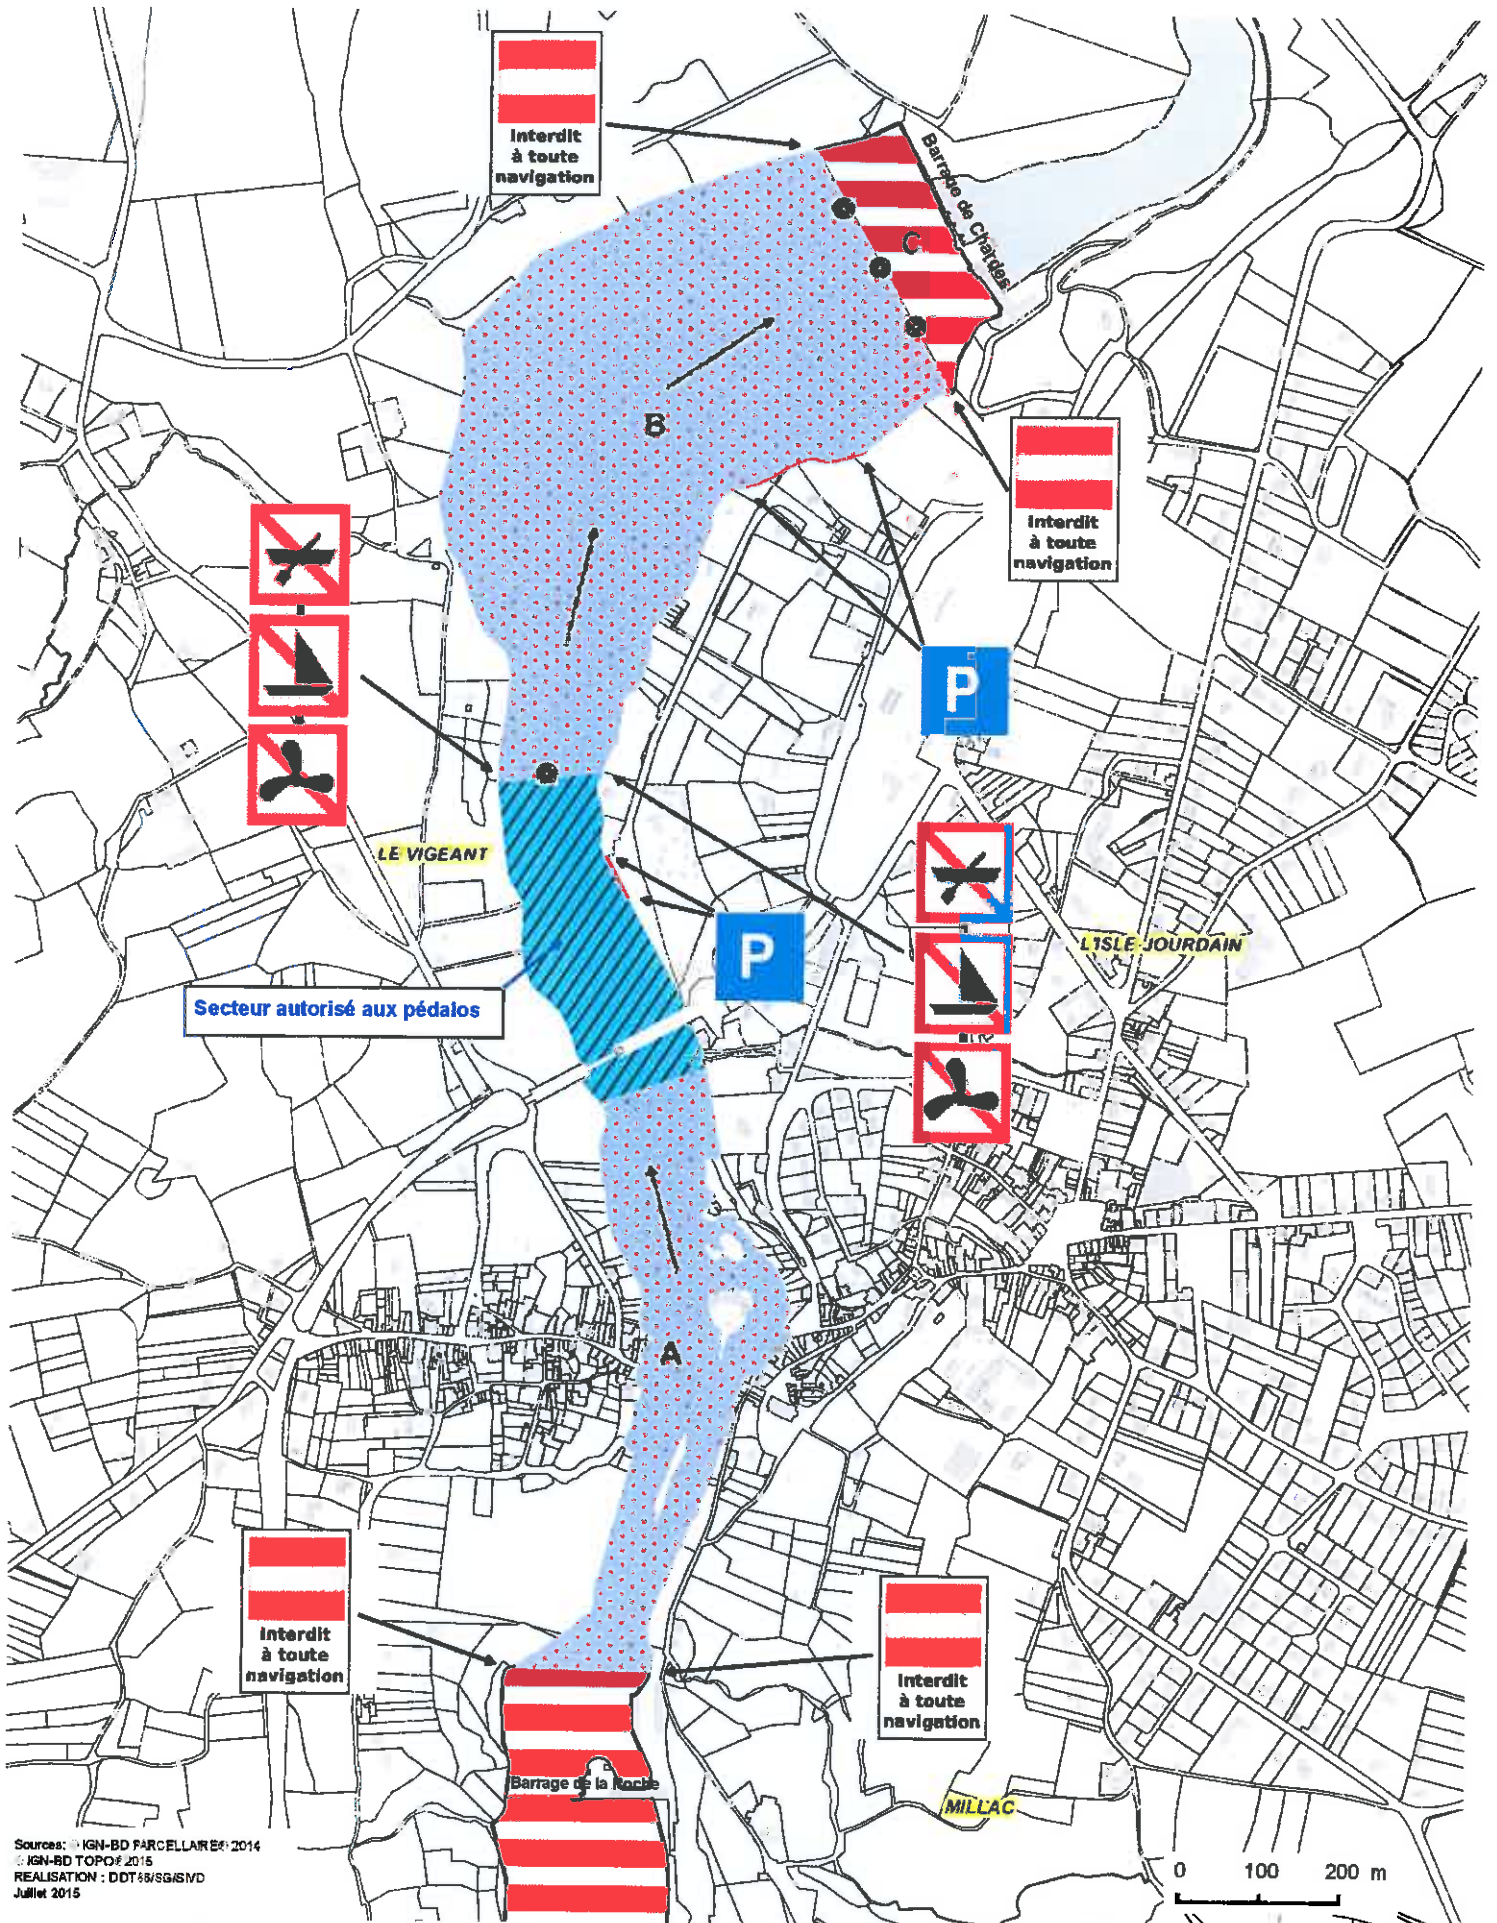 Interdit
à toute
navigation
Barrage de Chardes
C
B
Interdit
à toute
navigation
P
LE VIGEANT
L'ISLE-JOURDAIN
P
Secteur autorisé aux pédalos
A
Interdit
à toute
navigation
Interdit
à toute
navigation
Barrage de la Roche
MILLAC
Sources: © IGN-BD PARCELLAIRE® 2014
© IGN-BD TOPO® 2015
REALISATION : DDT86/SG/SIVD
Juillet 2015
0 100 200 m